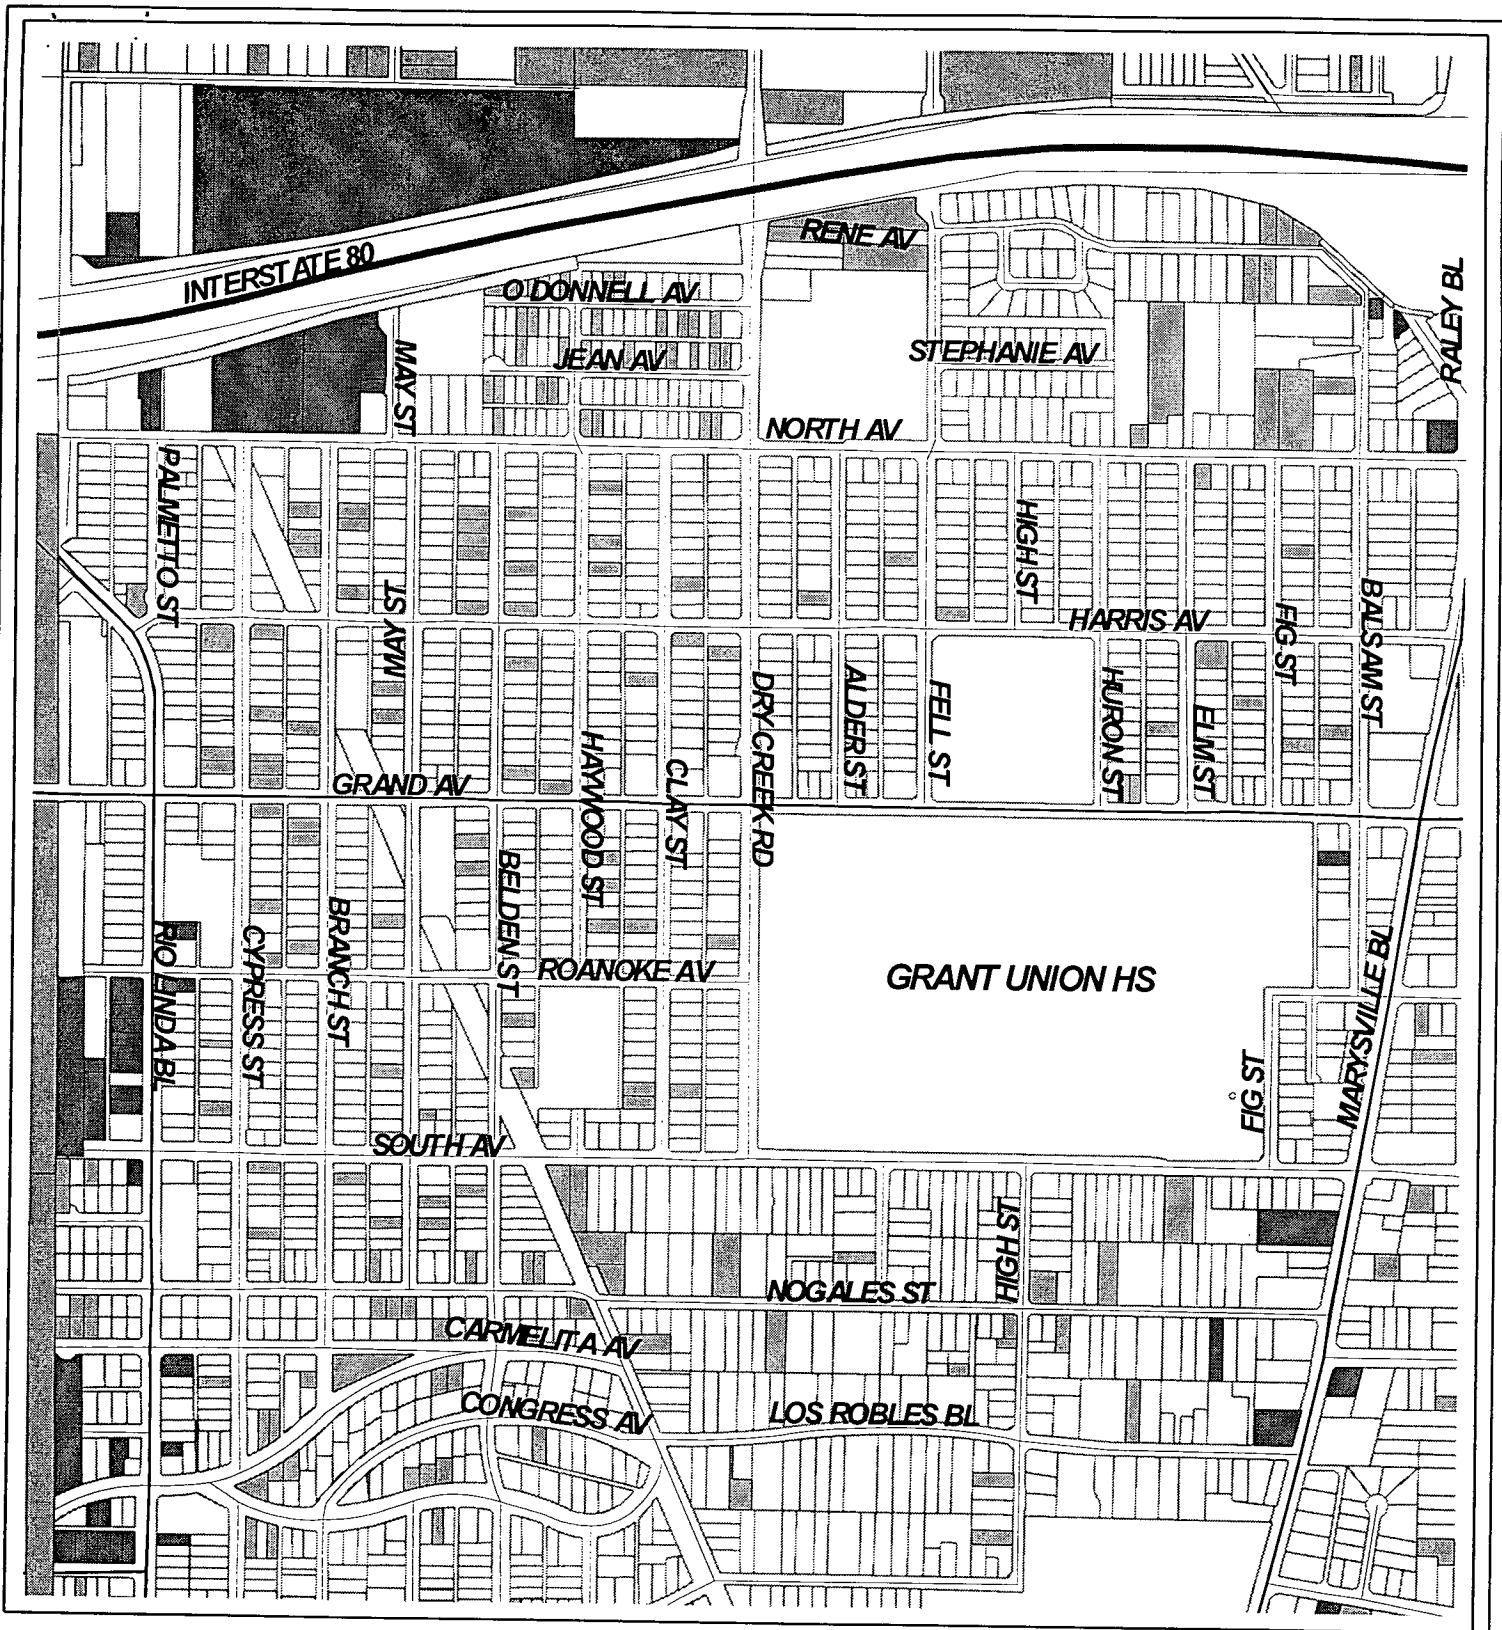 RENE AV
INTERSTATE 80
O DONNELL AV
RALEY BL
JEAN AV
STEPHANIE AV
MAY ST
NORTH AV
PALMETTO ST
HIGH ST
MAY ST
HARRIS AV
FIG ST
BALSAM ST
DRY CREEK RD
ALDER ST
FELL ST
HURON ST
ELM ST
GRAND AV
HAYWOOD ST
CLAY ST
BELDEN ST
BRANCH ST
RIO LINDA BL
CYPRESS ST
ROANOKE AV
GRANT UNION HS
MARYSVILLE BL
FIG ST
SOUTH AV
HIGH ST
NOGALES ST
CARMELITA AV
CONGRESS AV
LOS ROBLES BL